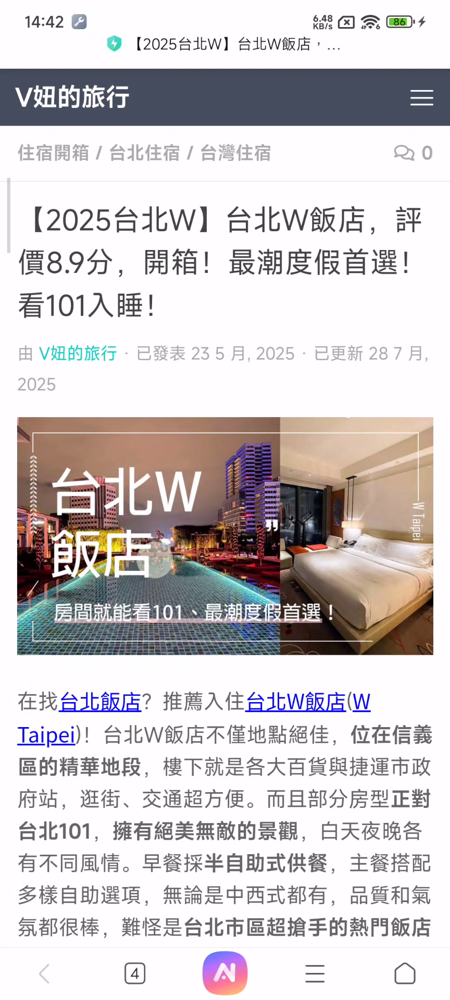 14:42
6.48
KB/s
6
86
【2025台北W】台北W飯店，...
V妞的旅行
住宿開箱 / 台北住宿 / 台灣住宿
0
【2025台北W】台北W飯店，評
價8.9分，開箱！最潮度假首選！
看101入睡！
由 V妞的旅行 · 已發表 23 5 月, 2025 · 已更新 28 7 月,
2025
台北W
飯店
”
W Taipei
房間就能看101、最潮度假首選！
在找台北飯店？推薦入住台北W飯店(W
Taipei)！台北W飯店不僅地點絕佳，位在信義
區的精華地段，樓下就是各大百貨與捷運市政
府站，逛街、交通超方便。而且部分房型正對
台北101，擁有絕美無敵的景觀，白天夜晚各
有不同風情。早餐採半自助式供餐，主餐搭配
多樣自助選項，無論是中西式都有，品質和氣
氛都很棒，難怪是台北市區超搶手的熱門飯店
4